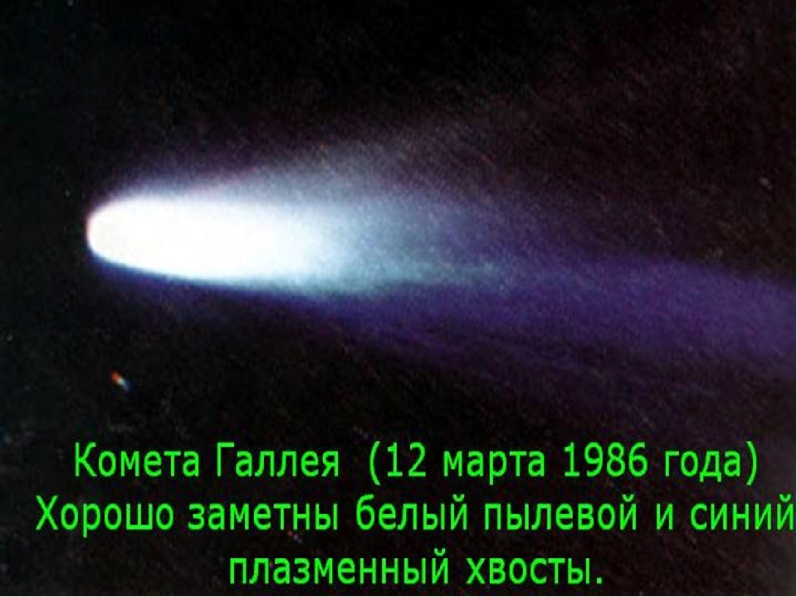 Комета Галлея (12 марта 1986 года)
Хорошо заметны белый пылевой и синий
плазменный хвосты.